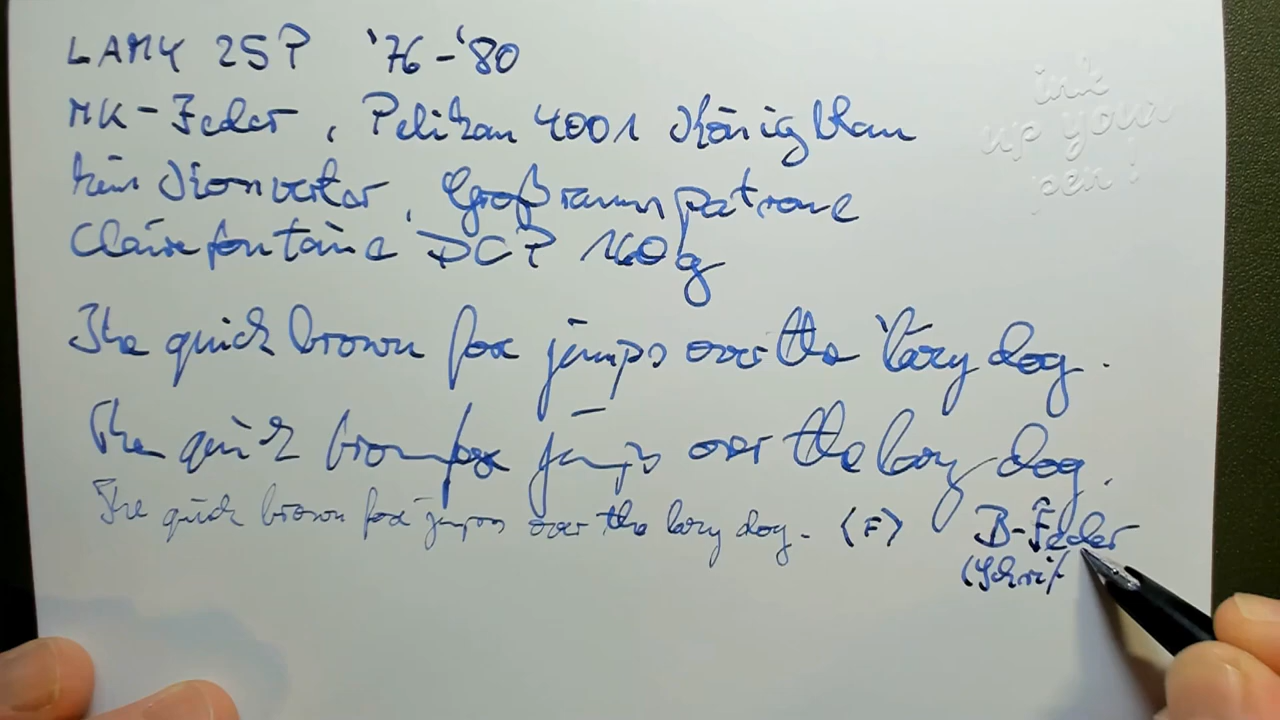 LAMY 25P '76-'80
MK-Feder, Pelikan 4001 Königblau
kein Konverter, Großraumpatrone
Clairefontaine DCP 160g
ink
up your
pen!
The quick brown fox jumps over the lazy dog.
The quick brown fox jumps over the lazy dog.
The quick brown fox jumps over the lazy dog. (F)
B-Feder
(Schrif